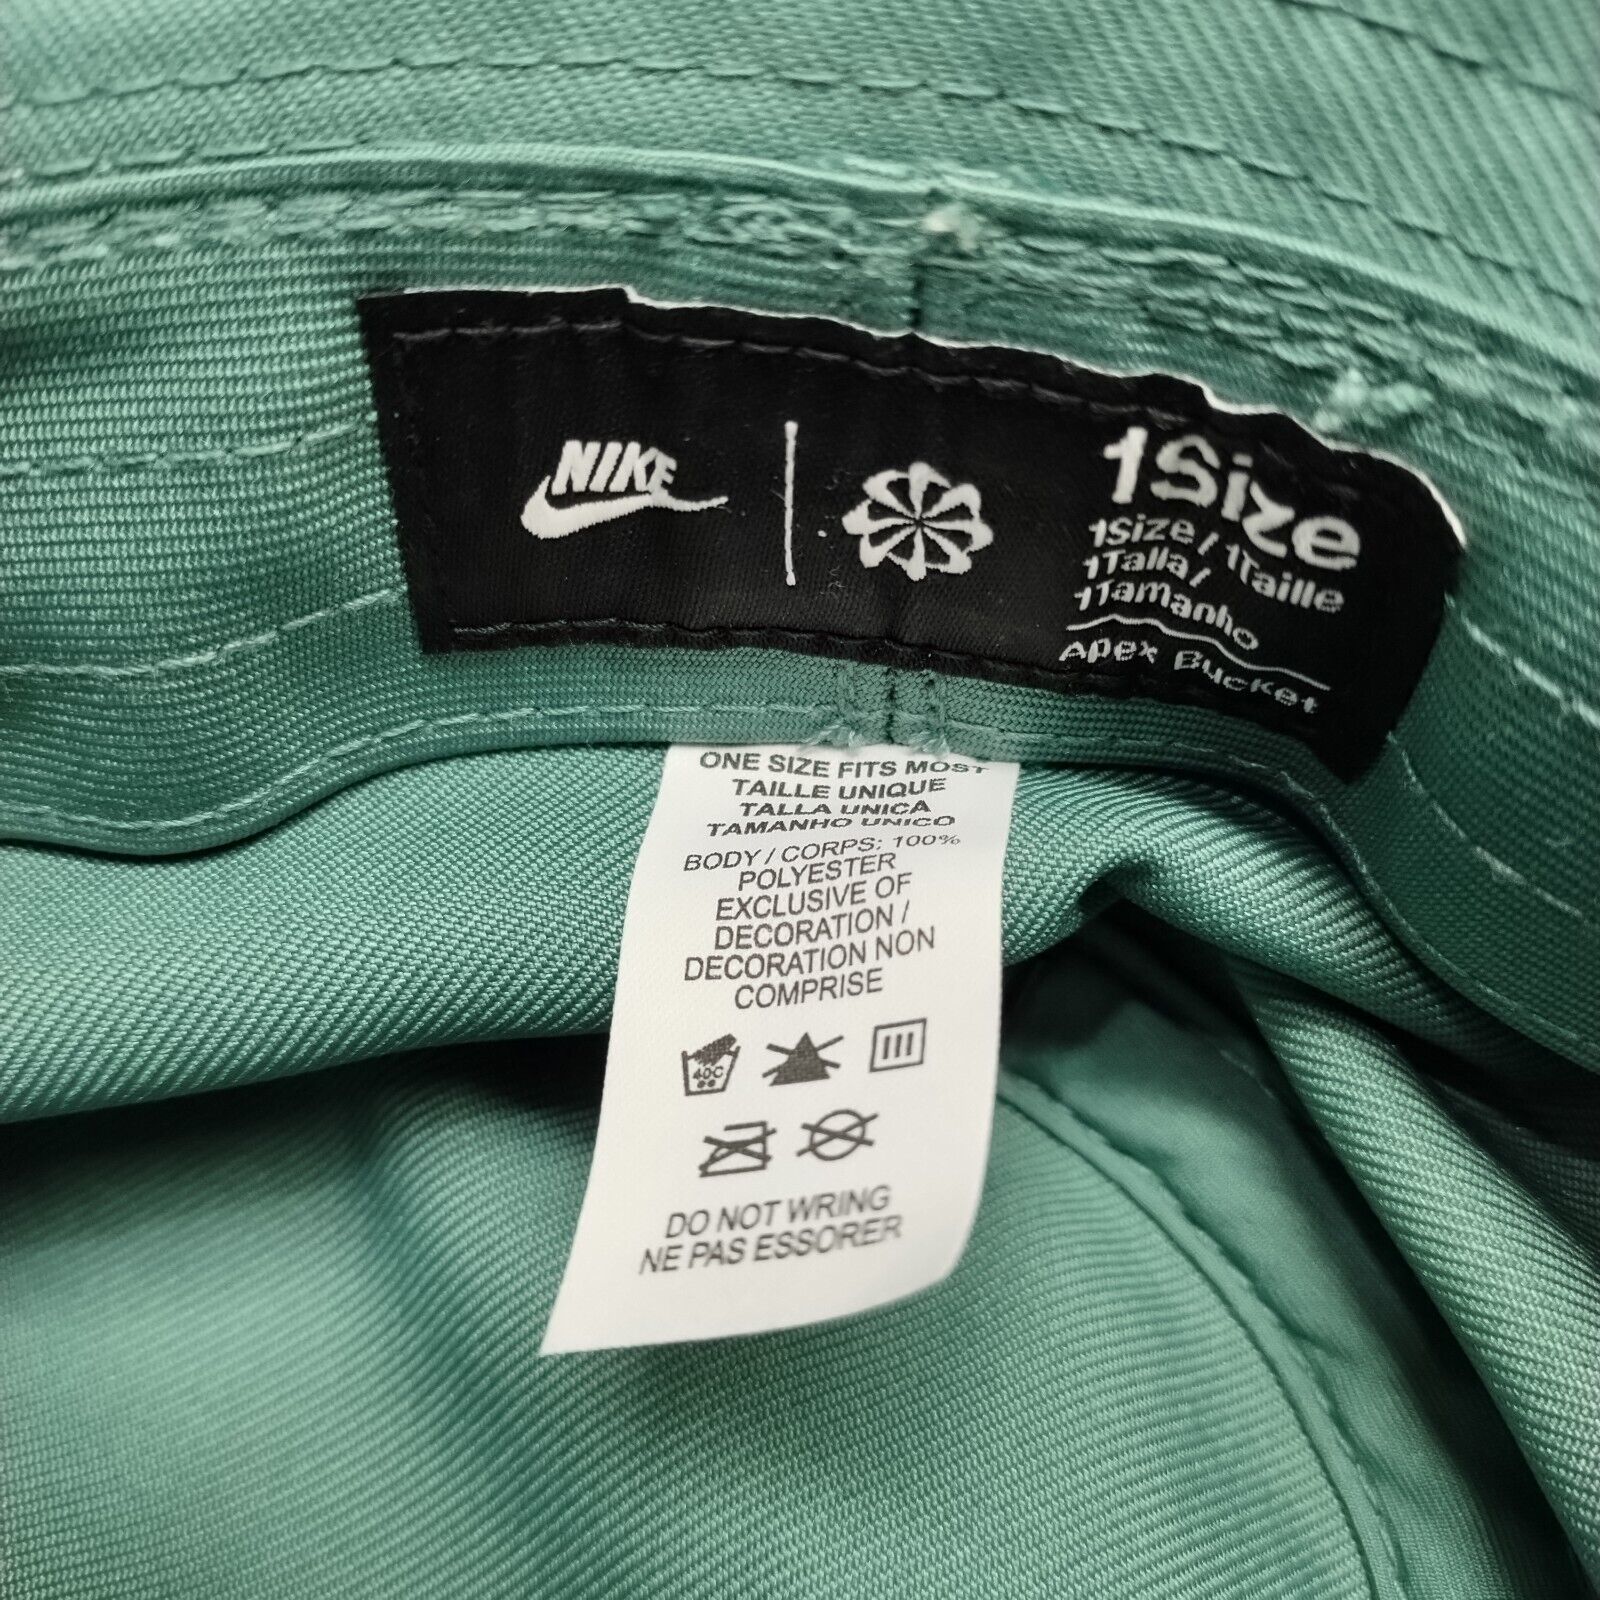 NIKE
1Size
1Size / 1Taille
1Talla /
1Tamanho
Apex Bucket
ONE SIZE FITS MOST
TAILLE UNIQUE
TALLA UNICA
TAMANHO UNICO
BODY / CORPS: 100%
POLYESTER
EXCLUSIVE OF
DECORATION /
DECORATION NON
COMPRISE
40C
DO NOT WRING
NE PAS ESSORER